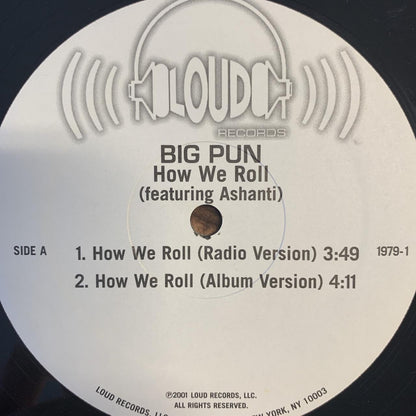 LOUD
RECORDS
BIG PUN
How We Roll
(featuring Ashanti)
SIDE A
1. How We Roll (Radio Version) 3:49
1979-1
2. How We Roll (Album Version) 4:11
℗2001 LOUD RECORDS, LLC.
ALL RIGHTS RESERVED.
LOUD RECORDS, LLC, YORK, NY 10003